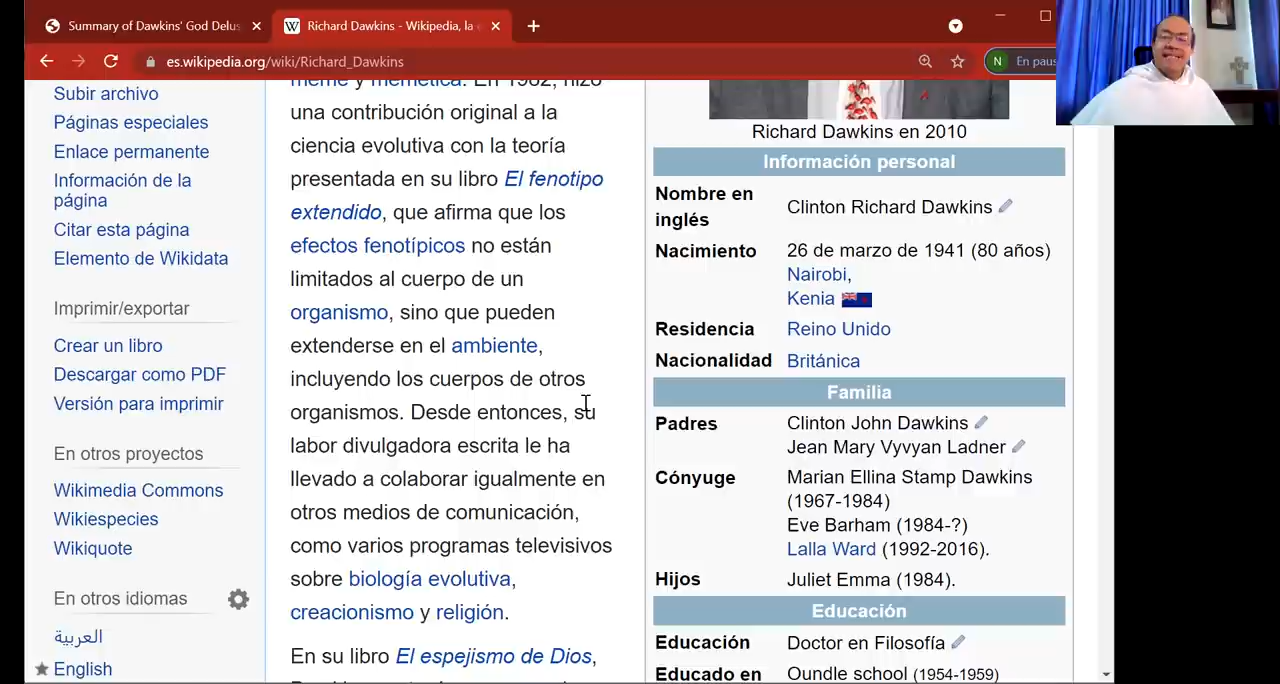 Summary of Dawkins' God Delus
Richard Dawkins - Wikipedia, la e
es.wikipedia.org/wiki/Richard_Dawkins
N En paus
Subir archivo
Páginas especiales
Enlace permanente
Información de la
página
Citar esta página
Elemento de Wikidata
Imprimir/exportar
Crear un libro
Descargar como PDF
Versión para imprimir
En otros proyectos
Wikimedia Commons
Wikiespecies
Wikiquote
En otros idiomas
العربية
English
meme y memética. En 1982, hizo
una contribución original a la
ciencia evolutiva con la teoría
presentada en su libro El fenotipo
extendido, que afirma que los
efectos fenotípicos no están
limitados al cuerpo de un
organismo, sino que pueden
extenderse en el ambiente,
incluyendo los cuerpos de otros
organismos. Desde entonces, su
labor divulgadora escrita le ha
llevado a colaborar igualmente en
otros medios de comunicación,
como varios programas televisivos
sobre biología evolutiva,
creacionismo y religión.
En su libro El espejismo de Dios,
Richard Dawkins en 2010
Información personal
Nombre en
inglés
Clinton Richard Dawkins
Nacimiento
26 de marzo de 1941 (80 años)
Nairobi,
Kenia
Residencia Reino Unido
Nacionalidad Británica
Familia
Padres
Clinton John Dawkins
Jean Mary Vyvyan Ladner
Cónyuge
Marian Ellina Stamp Dawkins
(1967-1984)
Eve Barham (1984-?)
Lalla Ward (1992-2016).
Hijos Juliet Emma (1984).
Educación
Educación Doctor en Filosofía
Educado en Oundle school (1954-1959)